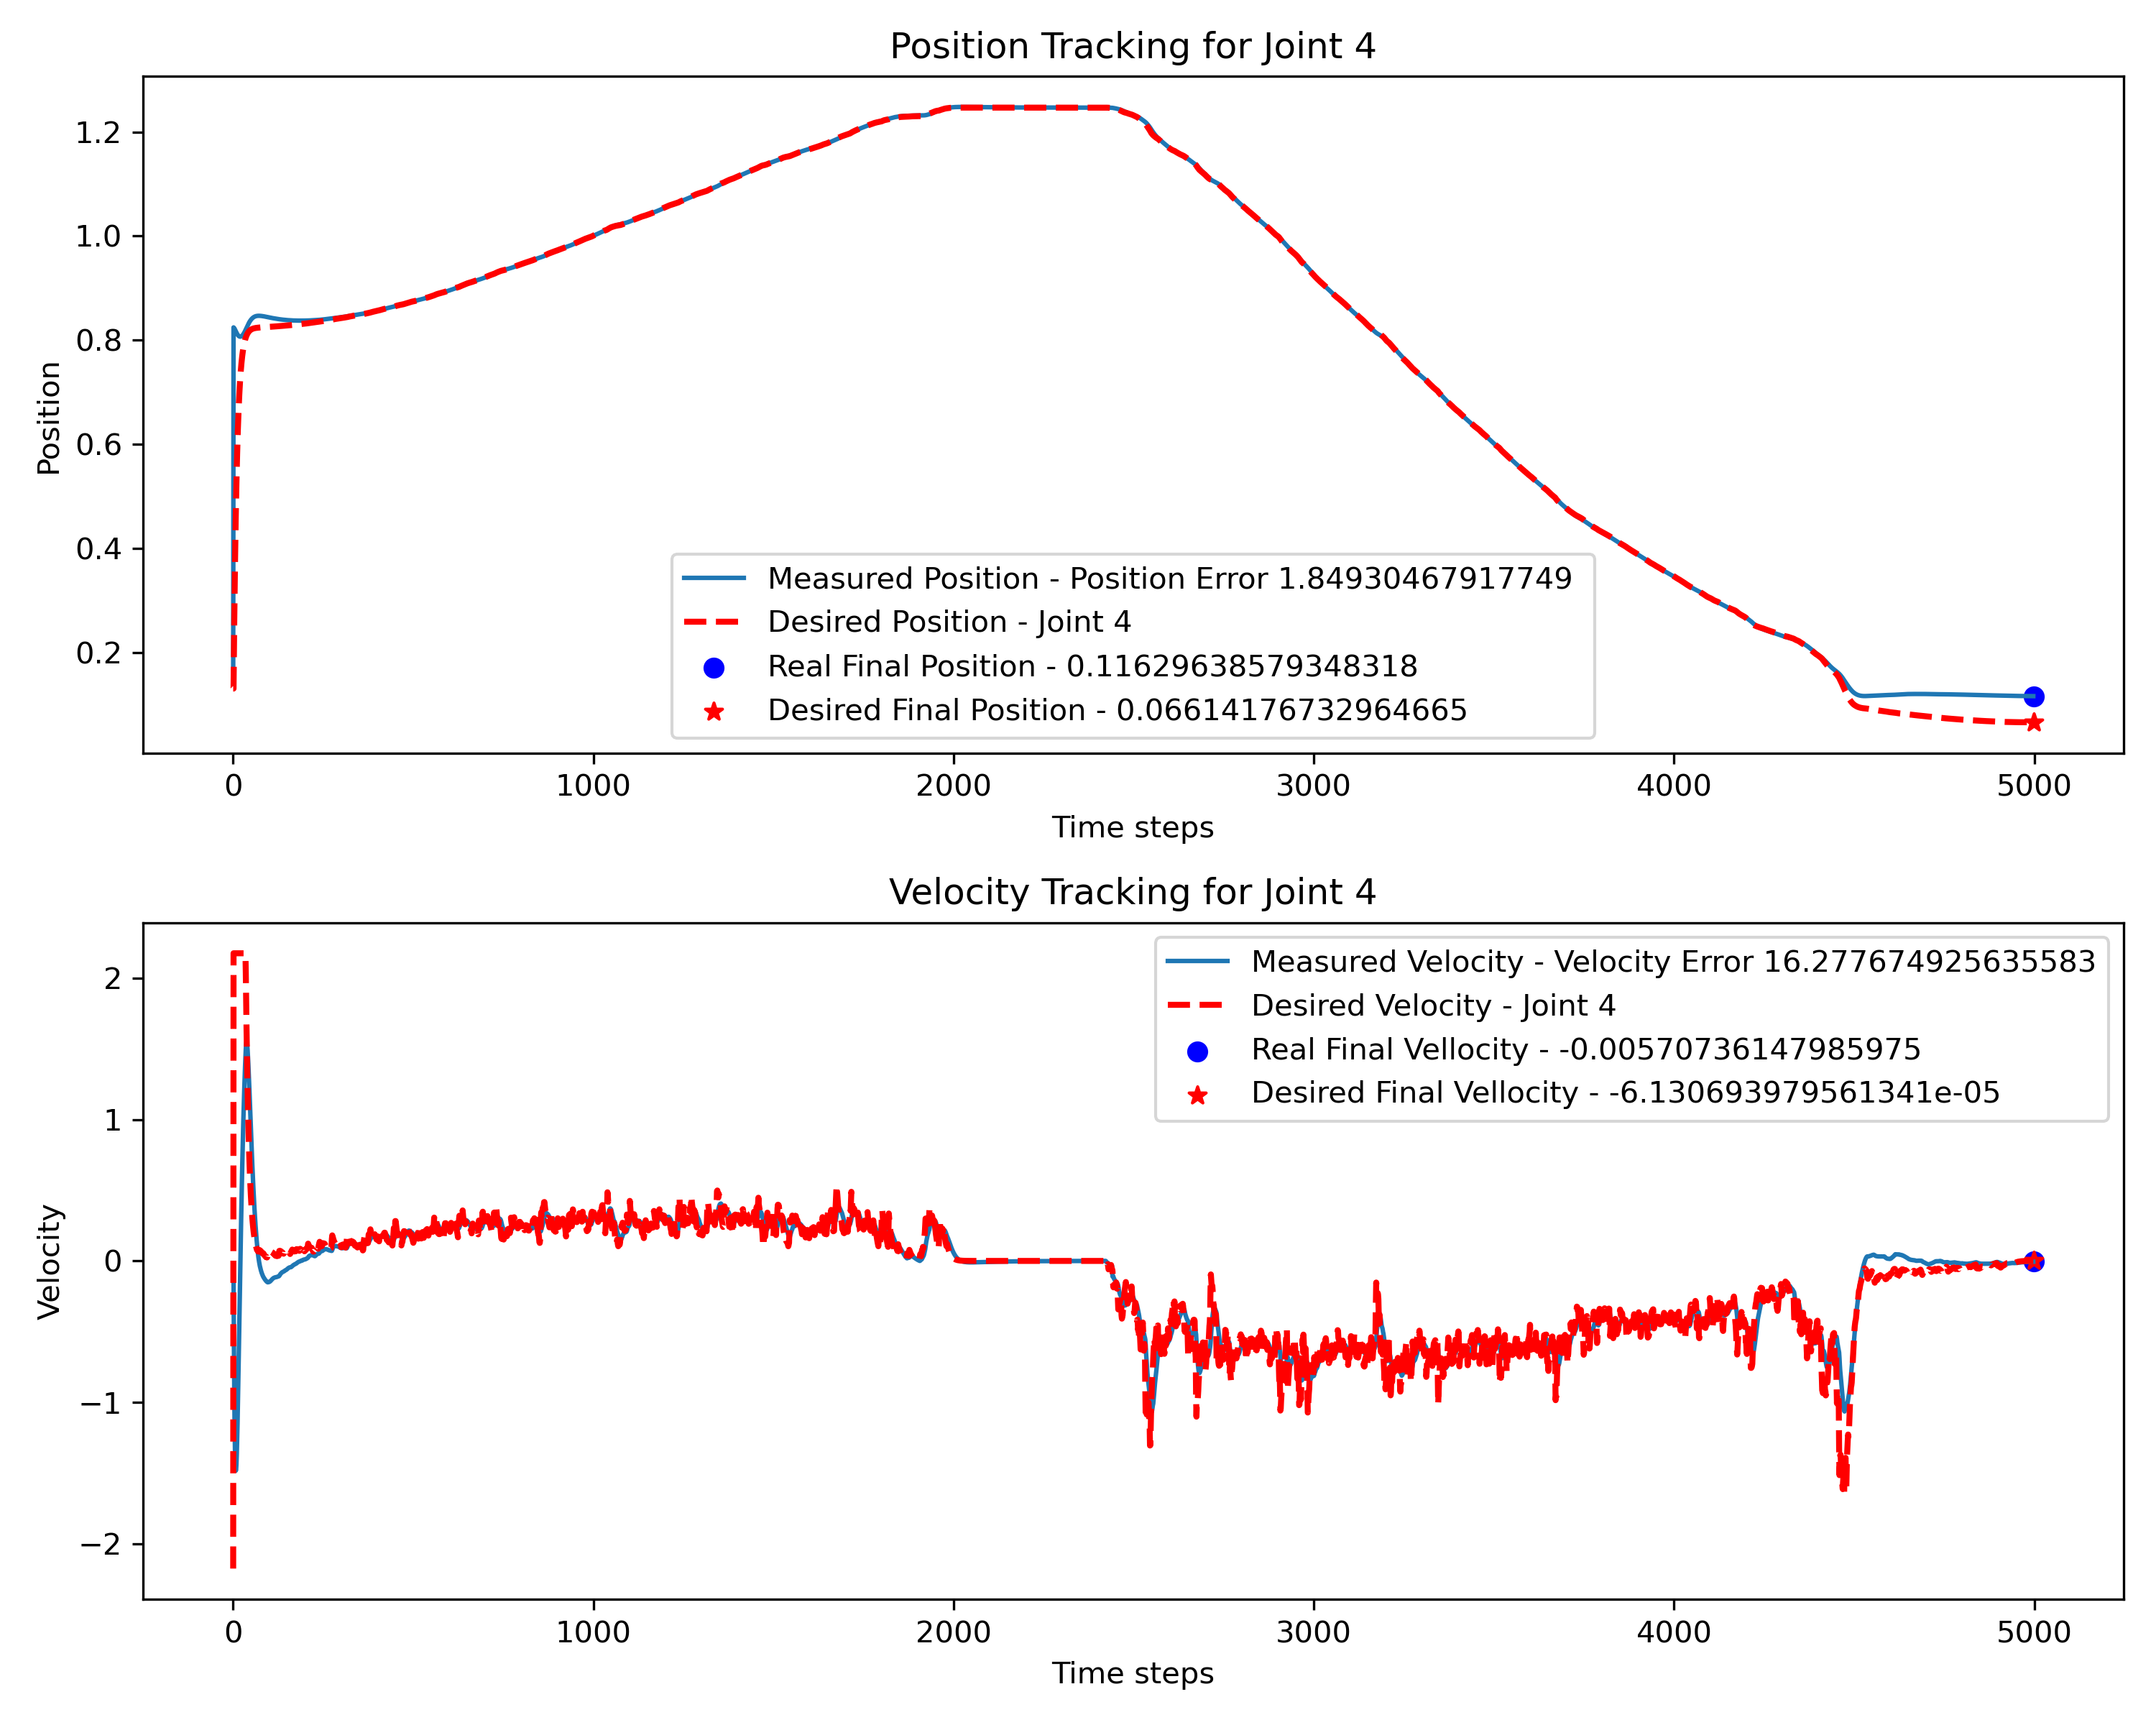 Position Tracking for Joint 4
1.2
1.0
0.8
0.6
0.4
0.2
Position
Measured Position - Position Error 1.84930467917749
Desired Position - Joint 4
Real Final Position - 0.11629638579348318
Desired Final Position - 0.06614176732964665
0 1000 2000 3000 4000 5000
Time steps
Velocity Tracking for Joint 4
2
1
0
−1
−2
Velocity
Measured Velocity - Velocity Error 16.277674925635583
Desired Velocity - Joint 4
Real Final Vellocity - -0.00570736147985975
Desired Final Vellocity - -6.130693979561341e-05
0 1000 2000 3000 4000 5000
Time steps